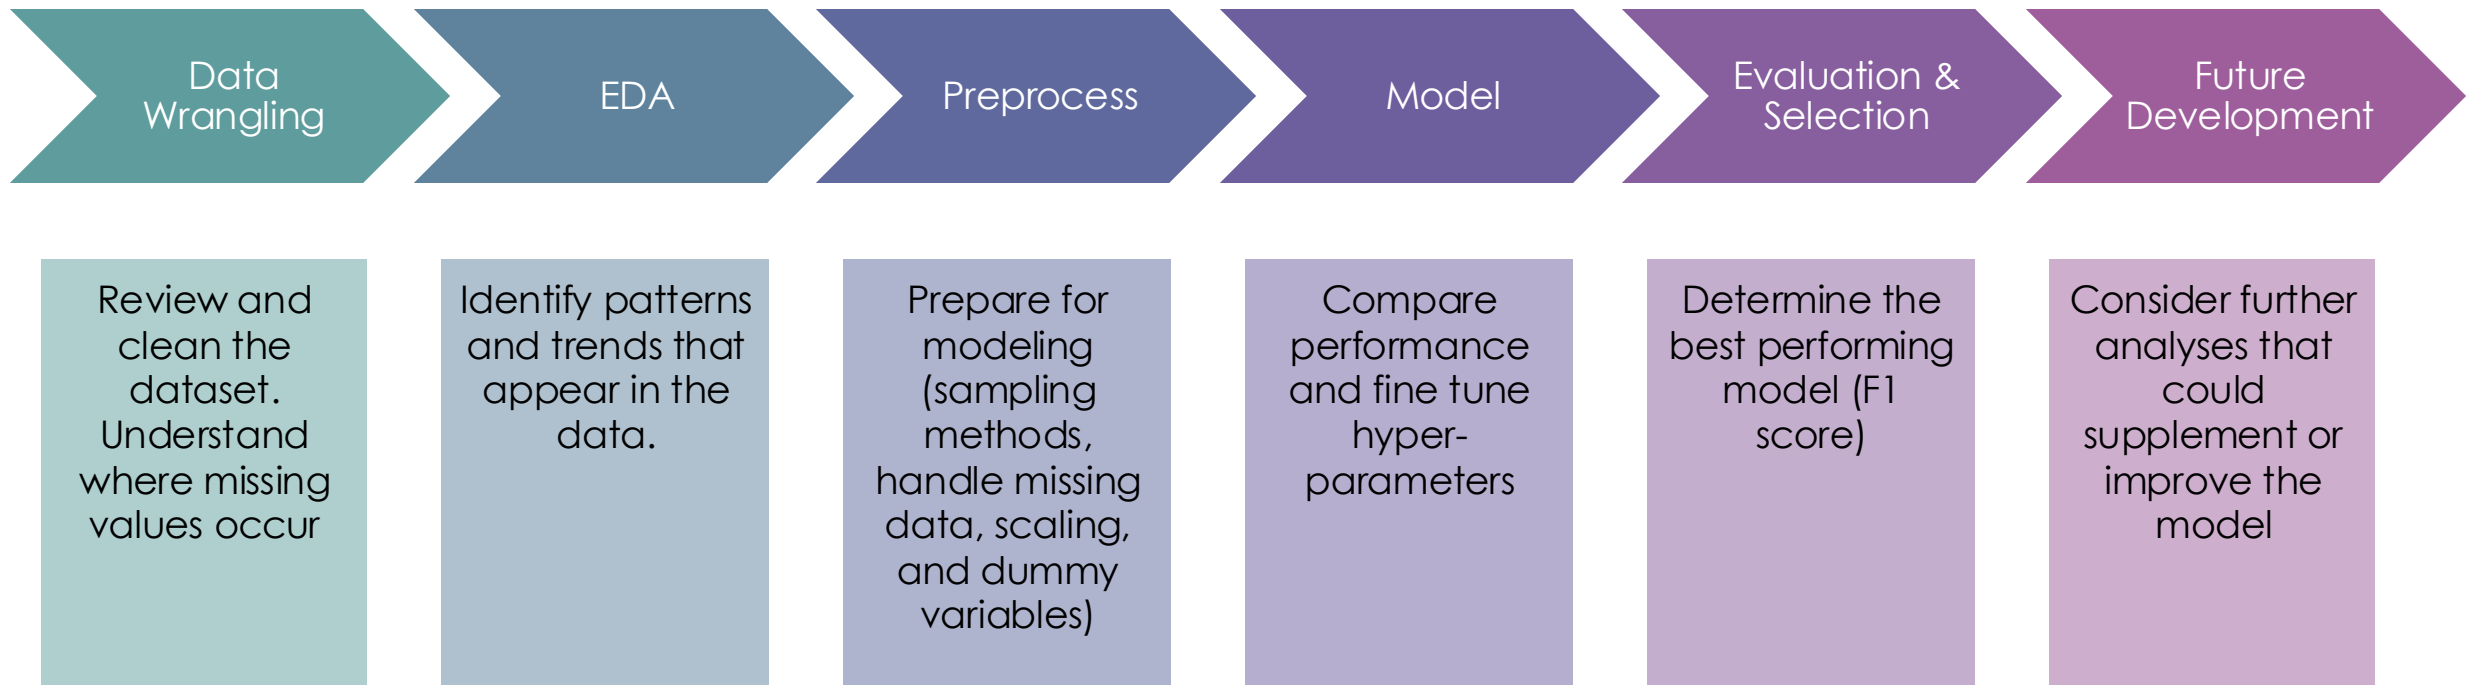 Data
Wrangling
EDA
Preprocess
Model
Evaluation &
Selection
Future
Development
Review and
clean the
dataset.
Understand
where missing
values occur
Identify patterns
and trends that
appear in the
data.
Prepare for
modeling
(sampling
methods,
handle missing
data, scaling,
and dummy
variables)
Compare
performance
and fine tune
hyper-
parameters
Determine the
best performing
model (F1
score)
Consider further
analyses that
could
supplement or
improve the
model